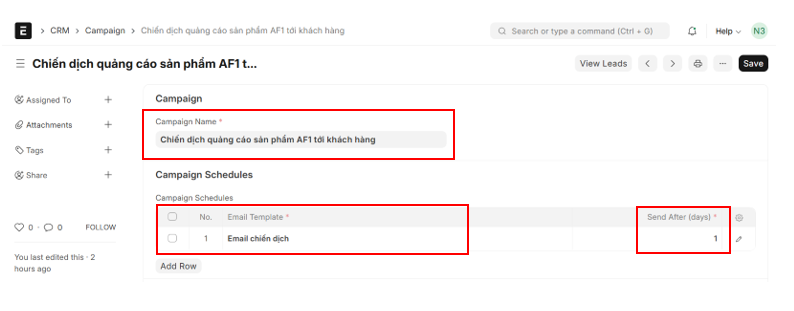 E > CRM > Campaign > Chiến dịch quảng cáo sản phẩm AF1 tới khách hàng Search or type a command (Ctrl + G) Help N3
Chiến dịch quảng cáo sản phẩm AF1 t... View Leads < > ... Save
Assigned To +
Attachments +
Tags +
Share +
0 · 0 FOLLOW
You last edited this · 2
hours ago
Campaign
Campaign Name *
Chiến dịch quảng cáo sản phẩm AF1 tới khách hàng
Campaign Schedules
Campaign Schedules
No. Email Template * Send After (days) *
1 Email chiến dịch 1
Add Row